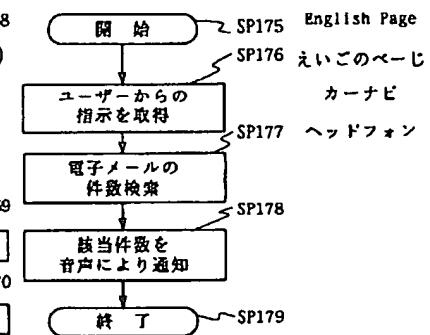 8
開 始
SP175
English Page
SP176
えいごのぺーじ
ユーザーからの
指示を取得
カーナビ
SP177
ヘッドフォン
電子メールの
件数検索
SP178
69
該当件数を
音声により通知
70
終 了
SP179